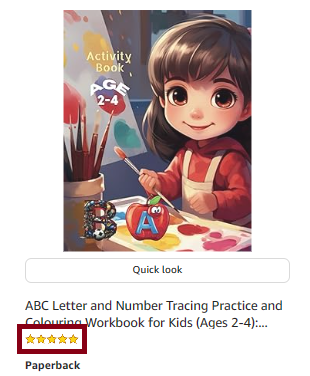 Activity
Book
AGE
2-4
B
A
Quick look
ABC Letter and Number Tracing Practice and
Colouring Workbook for Kids (Ages 2-4):...
Paperback